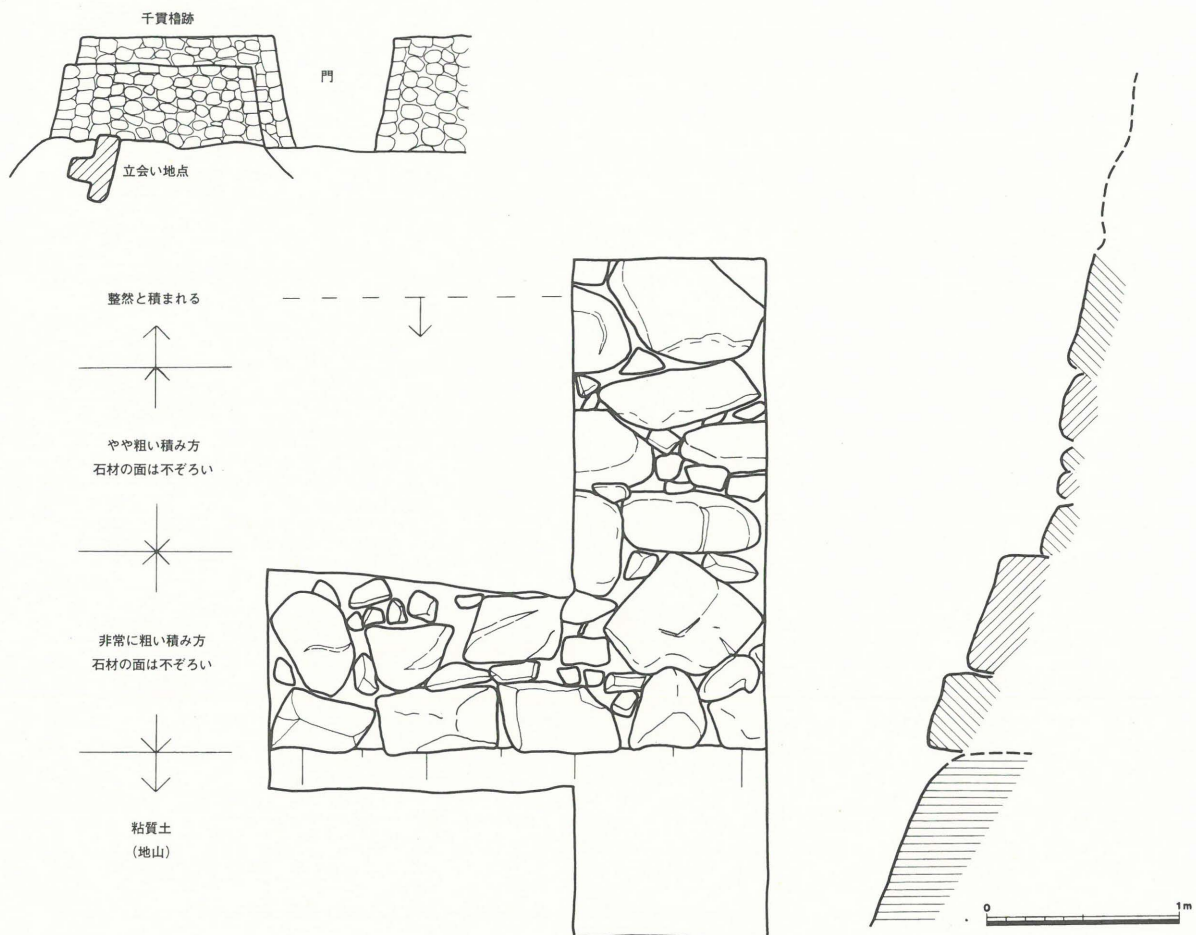 千貫櫓跡
門
立会い地点
整然と積まれる
やや粗い積み方
石材の面は不ぞろい
非常に粗い積み方
石材の面は不ぞろい
粘質土
(地山)
0 1m